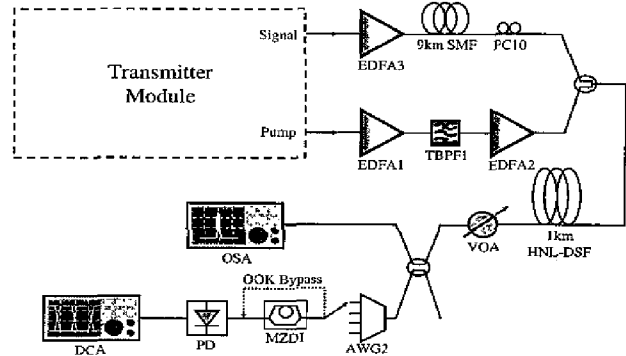 Signal
EDFA3
9km SMF
PC10
Transmitter
Module
Pump
EDFA1
TBPF1
EDFA2
1km
HNL-DSF
VOA
OSA
OOK Bypass
DCA
PD
MZDI
AWG2